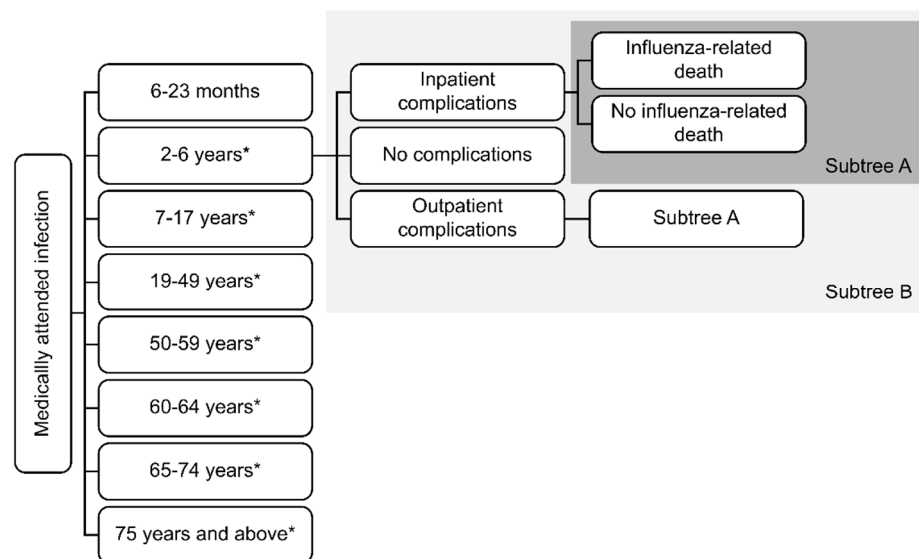 Medically attended infection
6-23 months
2-6 years*
7-17 years*
19-49 years*
50-59 years*
60-64 years*
65-74 years*
75 years and above*
Inpatient
complications
No complications
Outpatient
complications
Influenza-related
death
No influenza-related
death
Subtree A
Subtree A
Subtree B